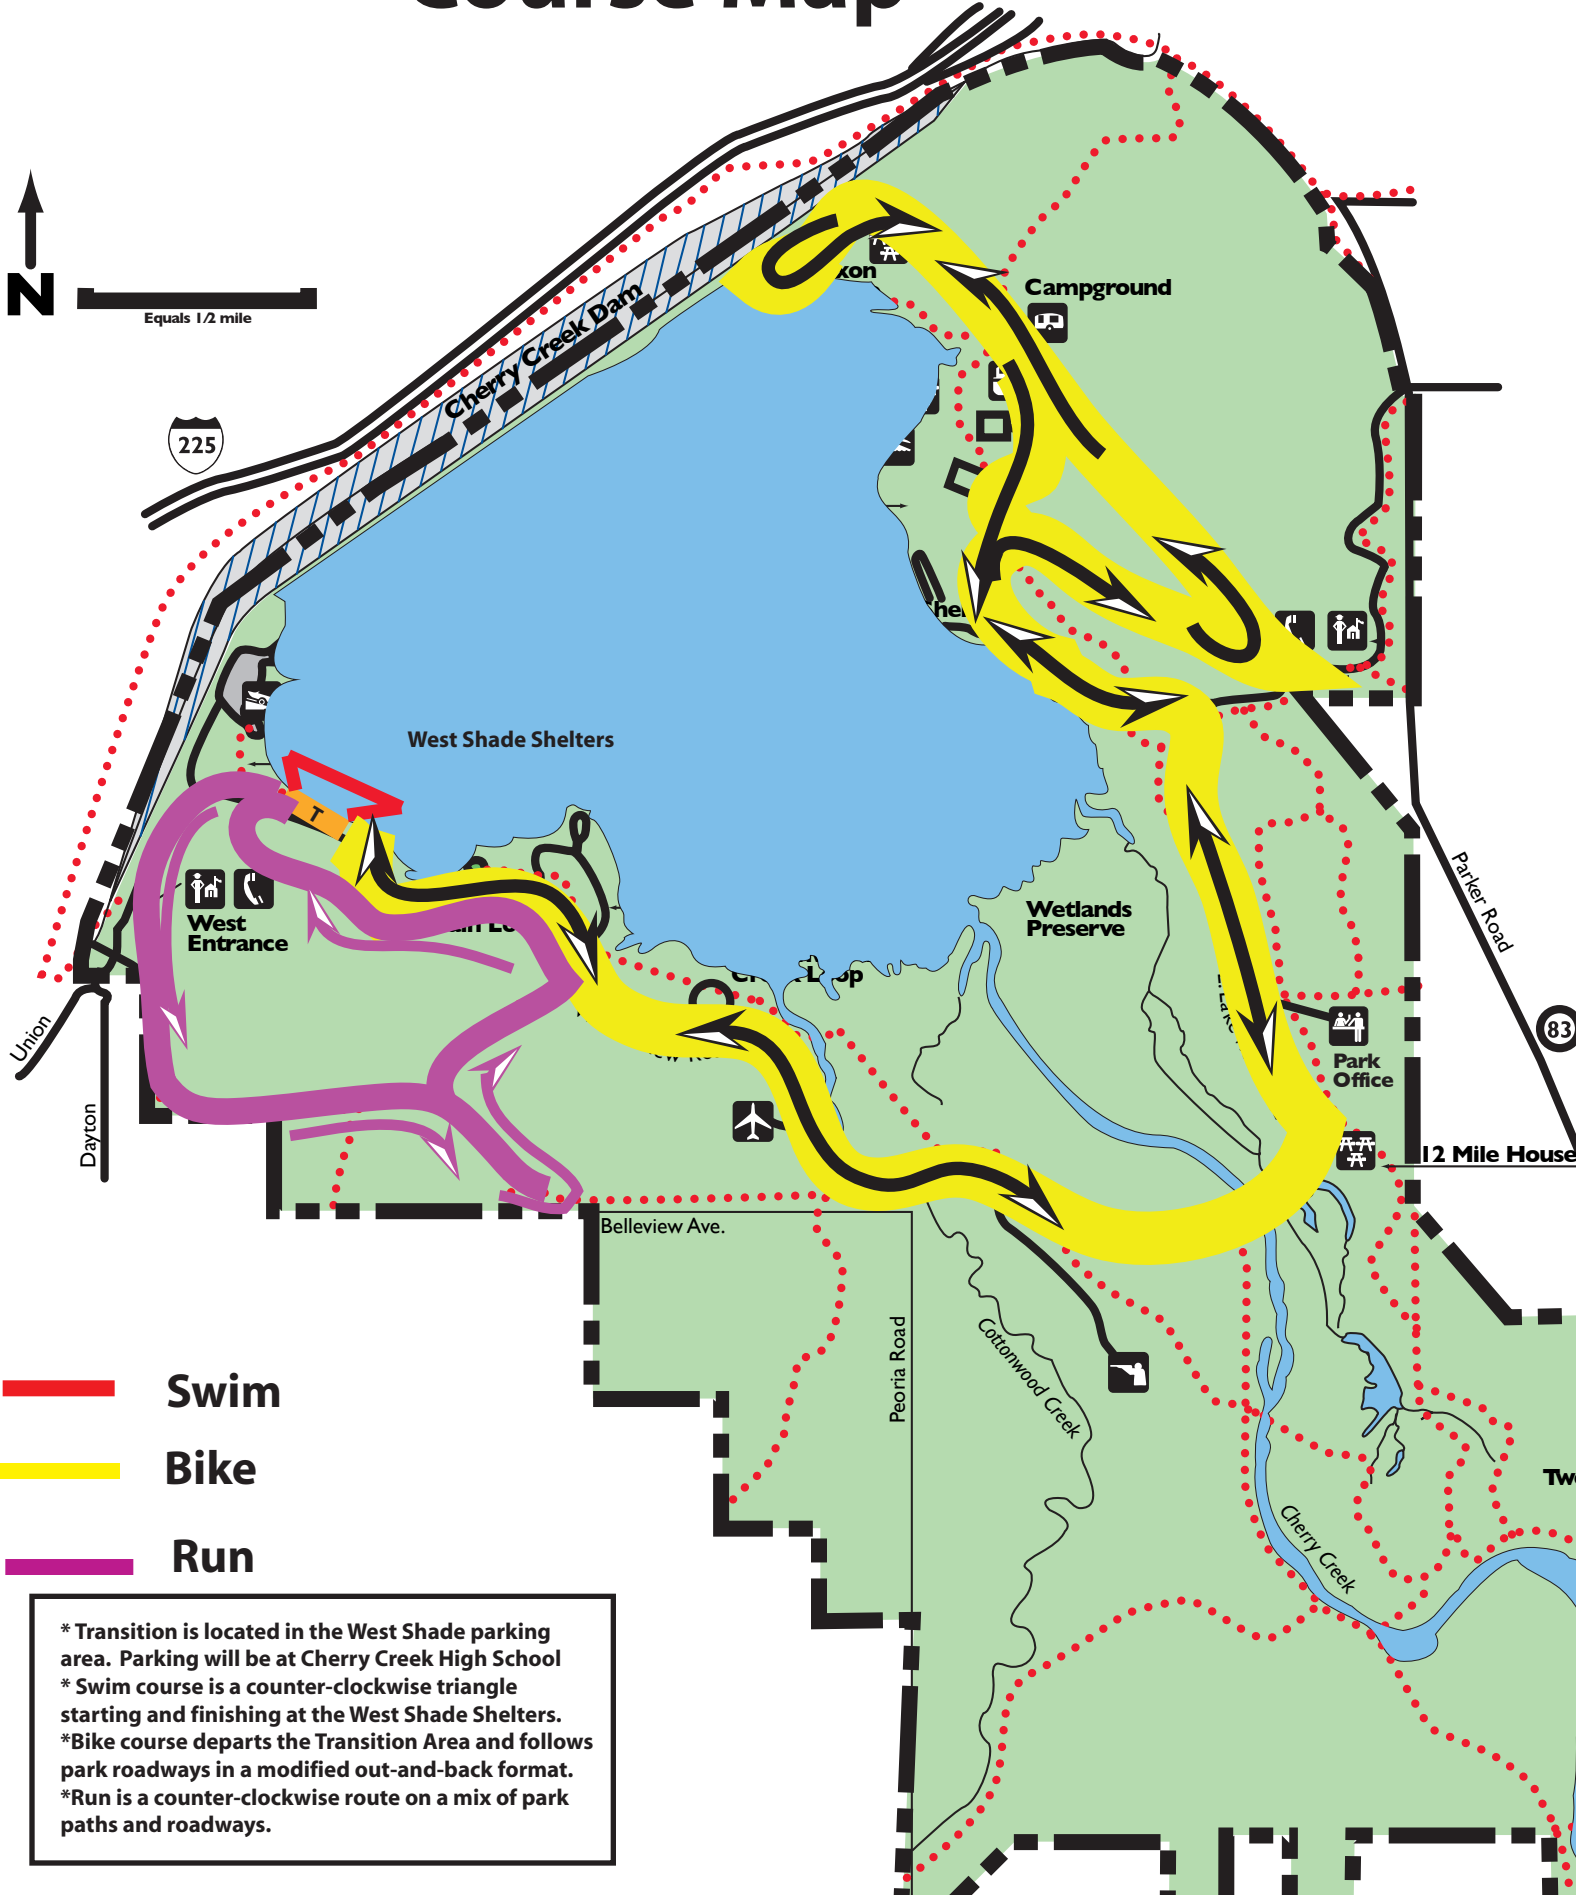 Course Map
N
Equals 1/2 mile
Cherry Creek Dam
225
xon
Campground
West Shade Shelters
West
Entrance
Wetlands
Preserve
Parker Road
83
Park
Office
12 Mile House
Union
Dayton
T
Belleview Ave.
Peoria Road
Cottonwood Creek
Cherry Creek
Swim
Bike
Run
* Transition is located in the West Shade parking
area.  Parking will be at Cherry Creek High School
* Swim course is a counter-clockwise triangle
starting and finishing at the West Shade Shelters.
*Bike course departs the Transition Area and follows
park roadways in a modified out-and-back format.
*Run is a counter-clockwise route on a mix of park
paths and roadways.